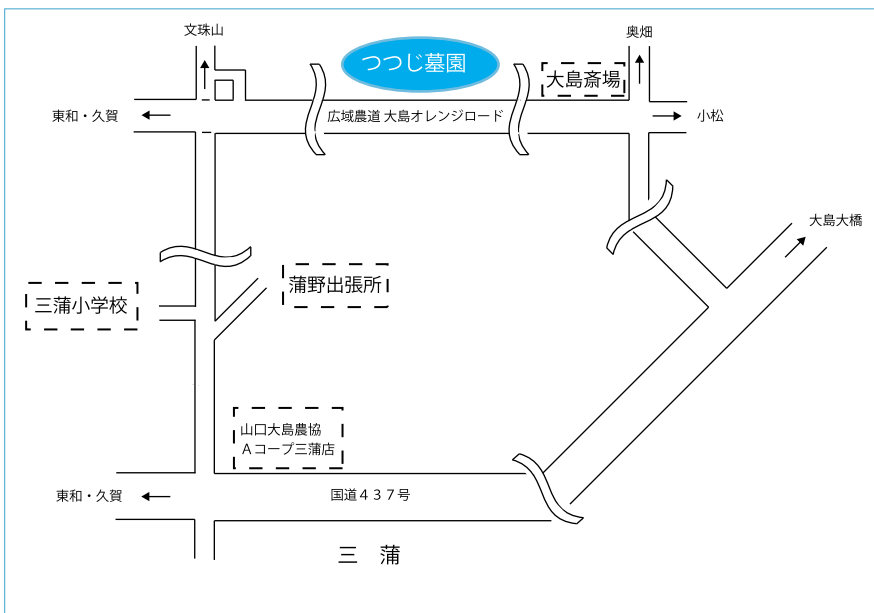 文珠山
つつじ墓園
奥畑
大島斎場
東和・久賀
広域農道 大島オレンジロード
小松
大島大橋
蒲野出張所
三蒲小学校
山口大島農協
Ａコープ三蒲店
東和・久賀
国道４３７号
三　蒲